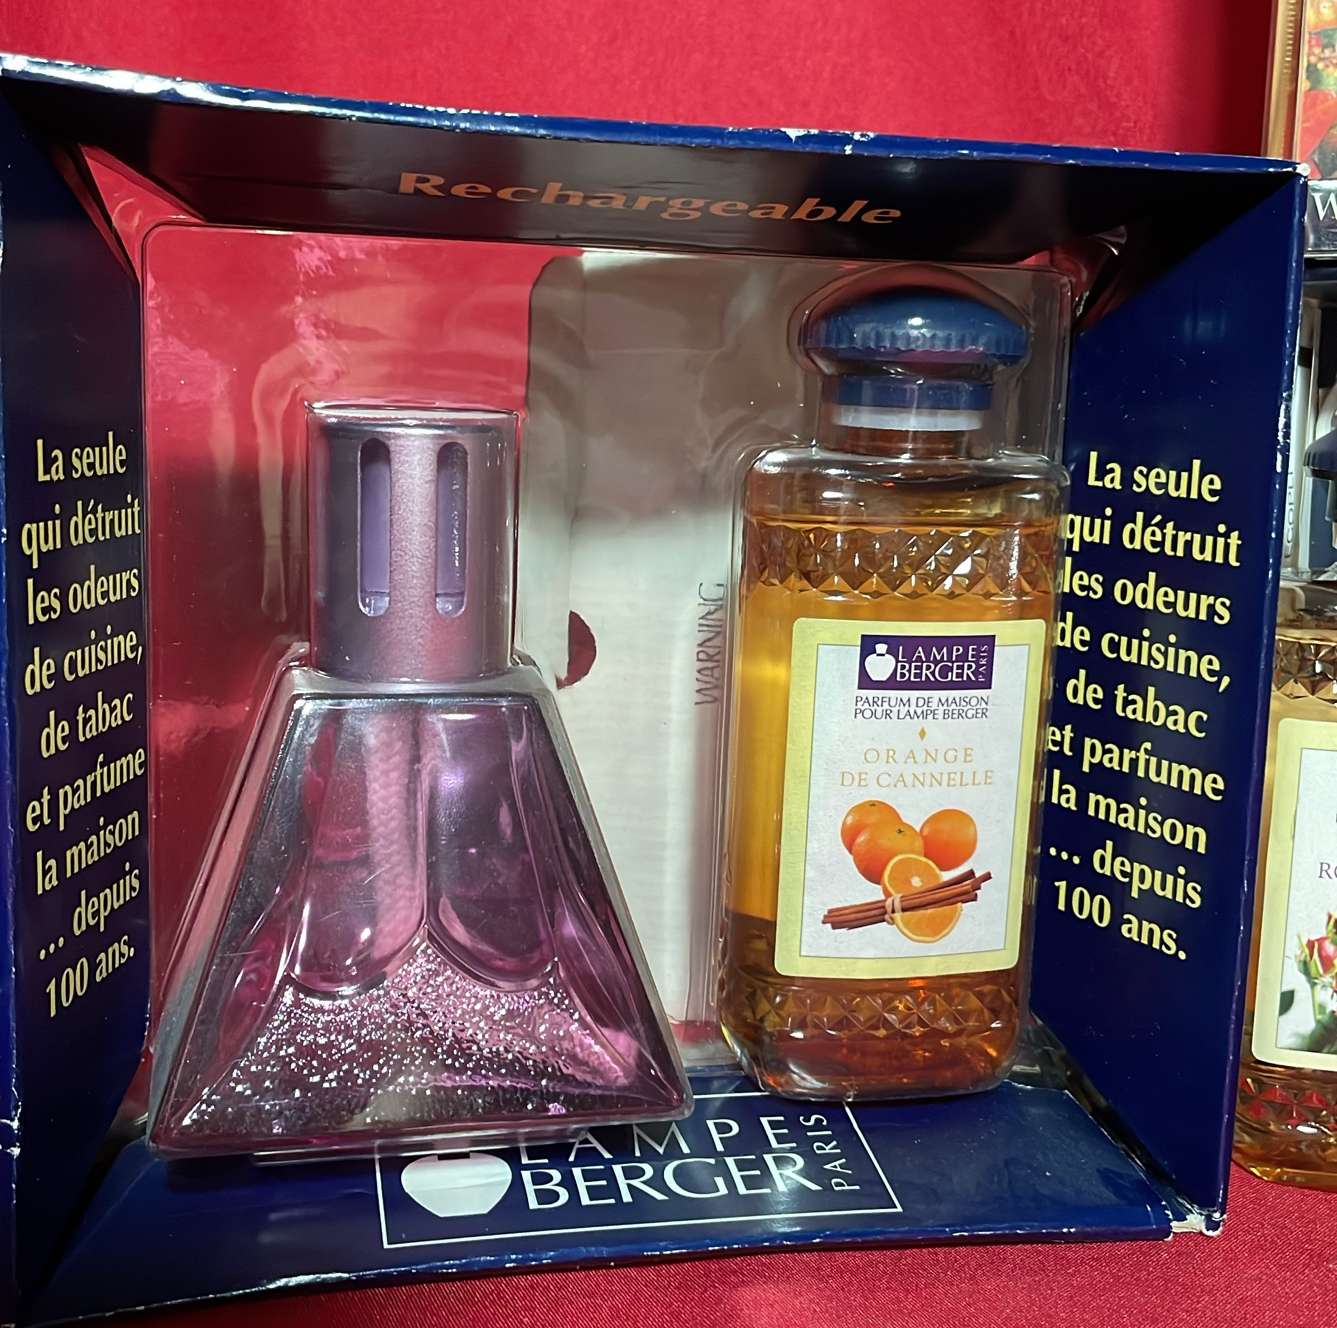 Rechargeable
La seule
qui détruit
les odeurs
de cuisine,
de tabac
et parfume
la maison
... depuis
100 ans.
WARNING
LAMPE
BERGER
PARIS
PARFUM DE MAISON
POUR LAMPE BERGER
ORANGE
DE CANNELLE
La seule
qui détruit
les odeurs
de cuisine,
de tabac
et parfume
la maison
... depuis
100 ans.
LAMPE
BERGER
PARIS